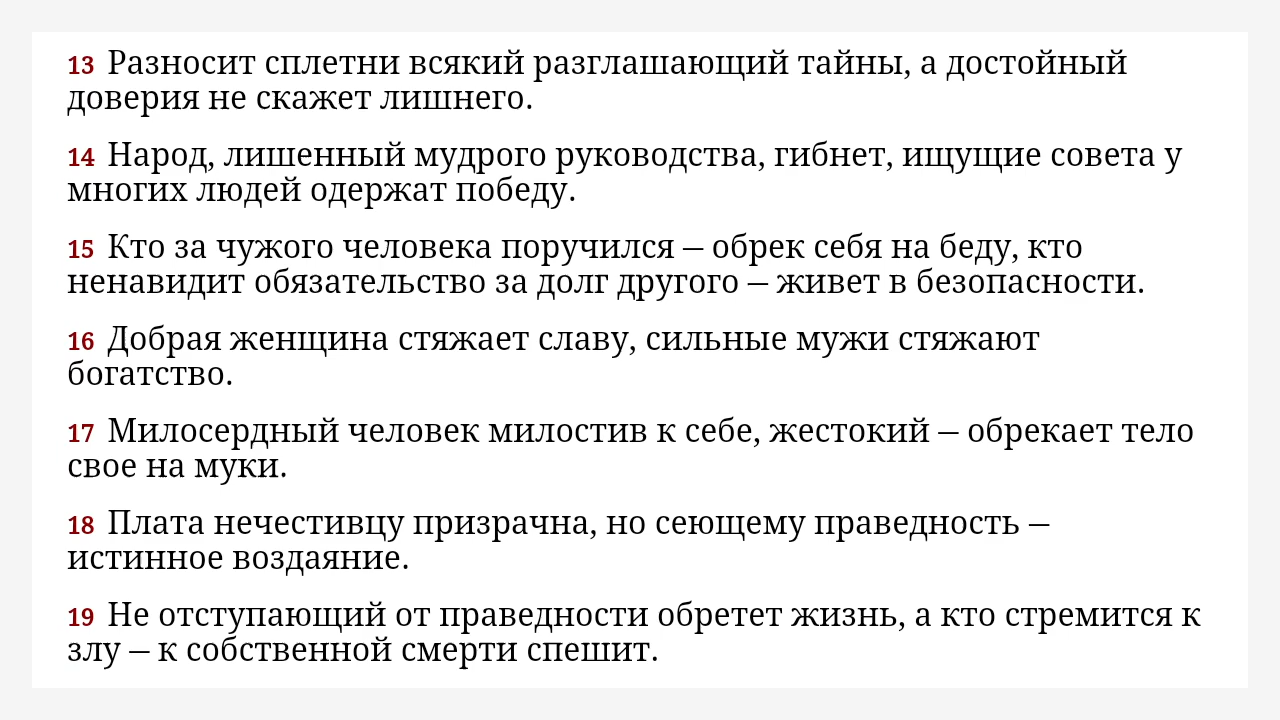 13 Разносит сплетни всякий разглашающий тайны, а достойный
доверия не скажет лишнего.
14 Народ, лишенный мудрого руководства, гибнет, ищущие совета у
многих людей одержат победу.
15 Кто за чужого человека поручился – обрек себя на беду, кто
ненавидит обязательство за долг другого – живет в безопасности.
16 Добрая женщина стяжает славу, сильные мужи стяжают
богатство.
17 Милосердный человек милостив к себе, жестокий – обрекает тело
свое на муки.
18 Плата нечестивцу призрачна, но сеющему праведность –
истинное воздаяние.
19 Не отступающий от праведности обретет жизнь, а кто стремится к
злу – к собственной смерти спешит.